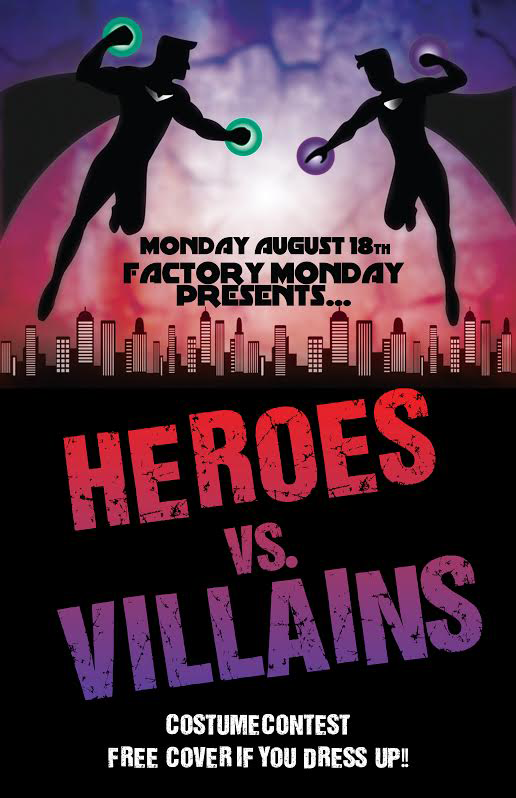 MONDAY AUGUST 18TH
FACTORY MONDAY
PRESENTS...
HEROES
VS.
VILLAINS
COSTUME CONTEST
FREE COVER IF YOU DRESS UP!!